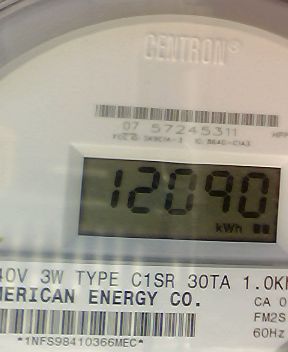 CENTRON®
07 57245311
12090
kWh
40V 3W TYPE C1SR 30TA 1.0K
MERICAN ENERGY CO.
CA 0
FM2S
60Hz
*1NFS98410366MEC*